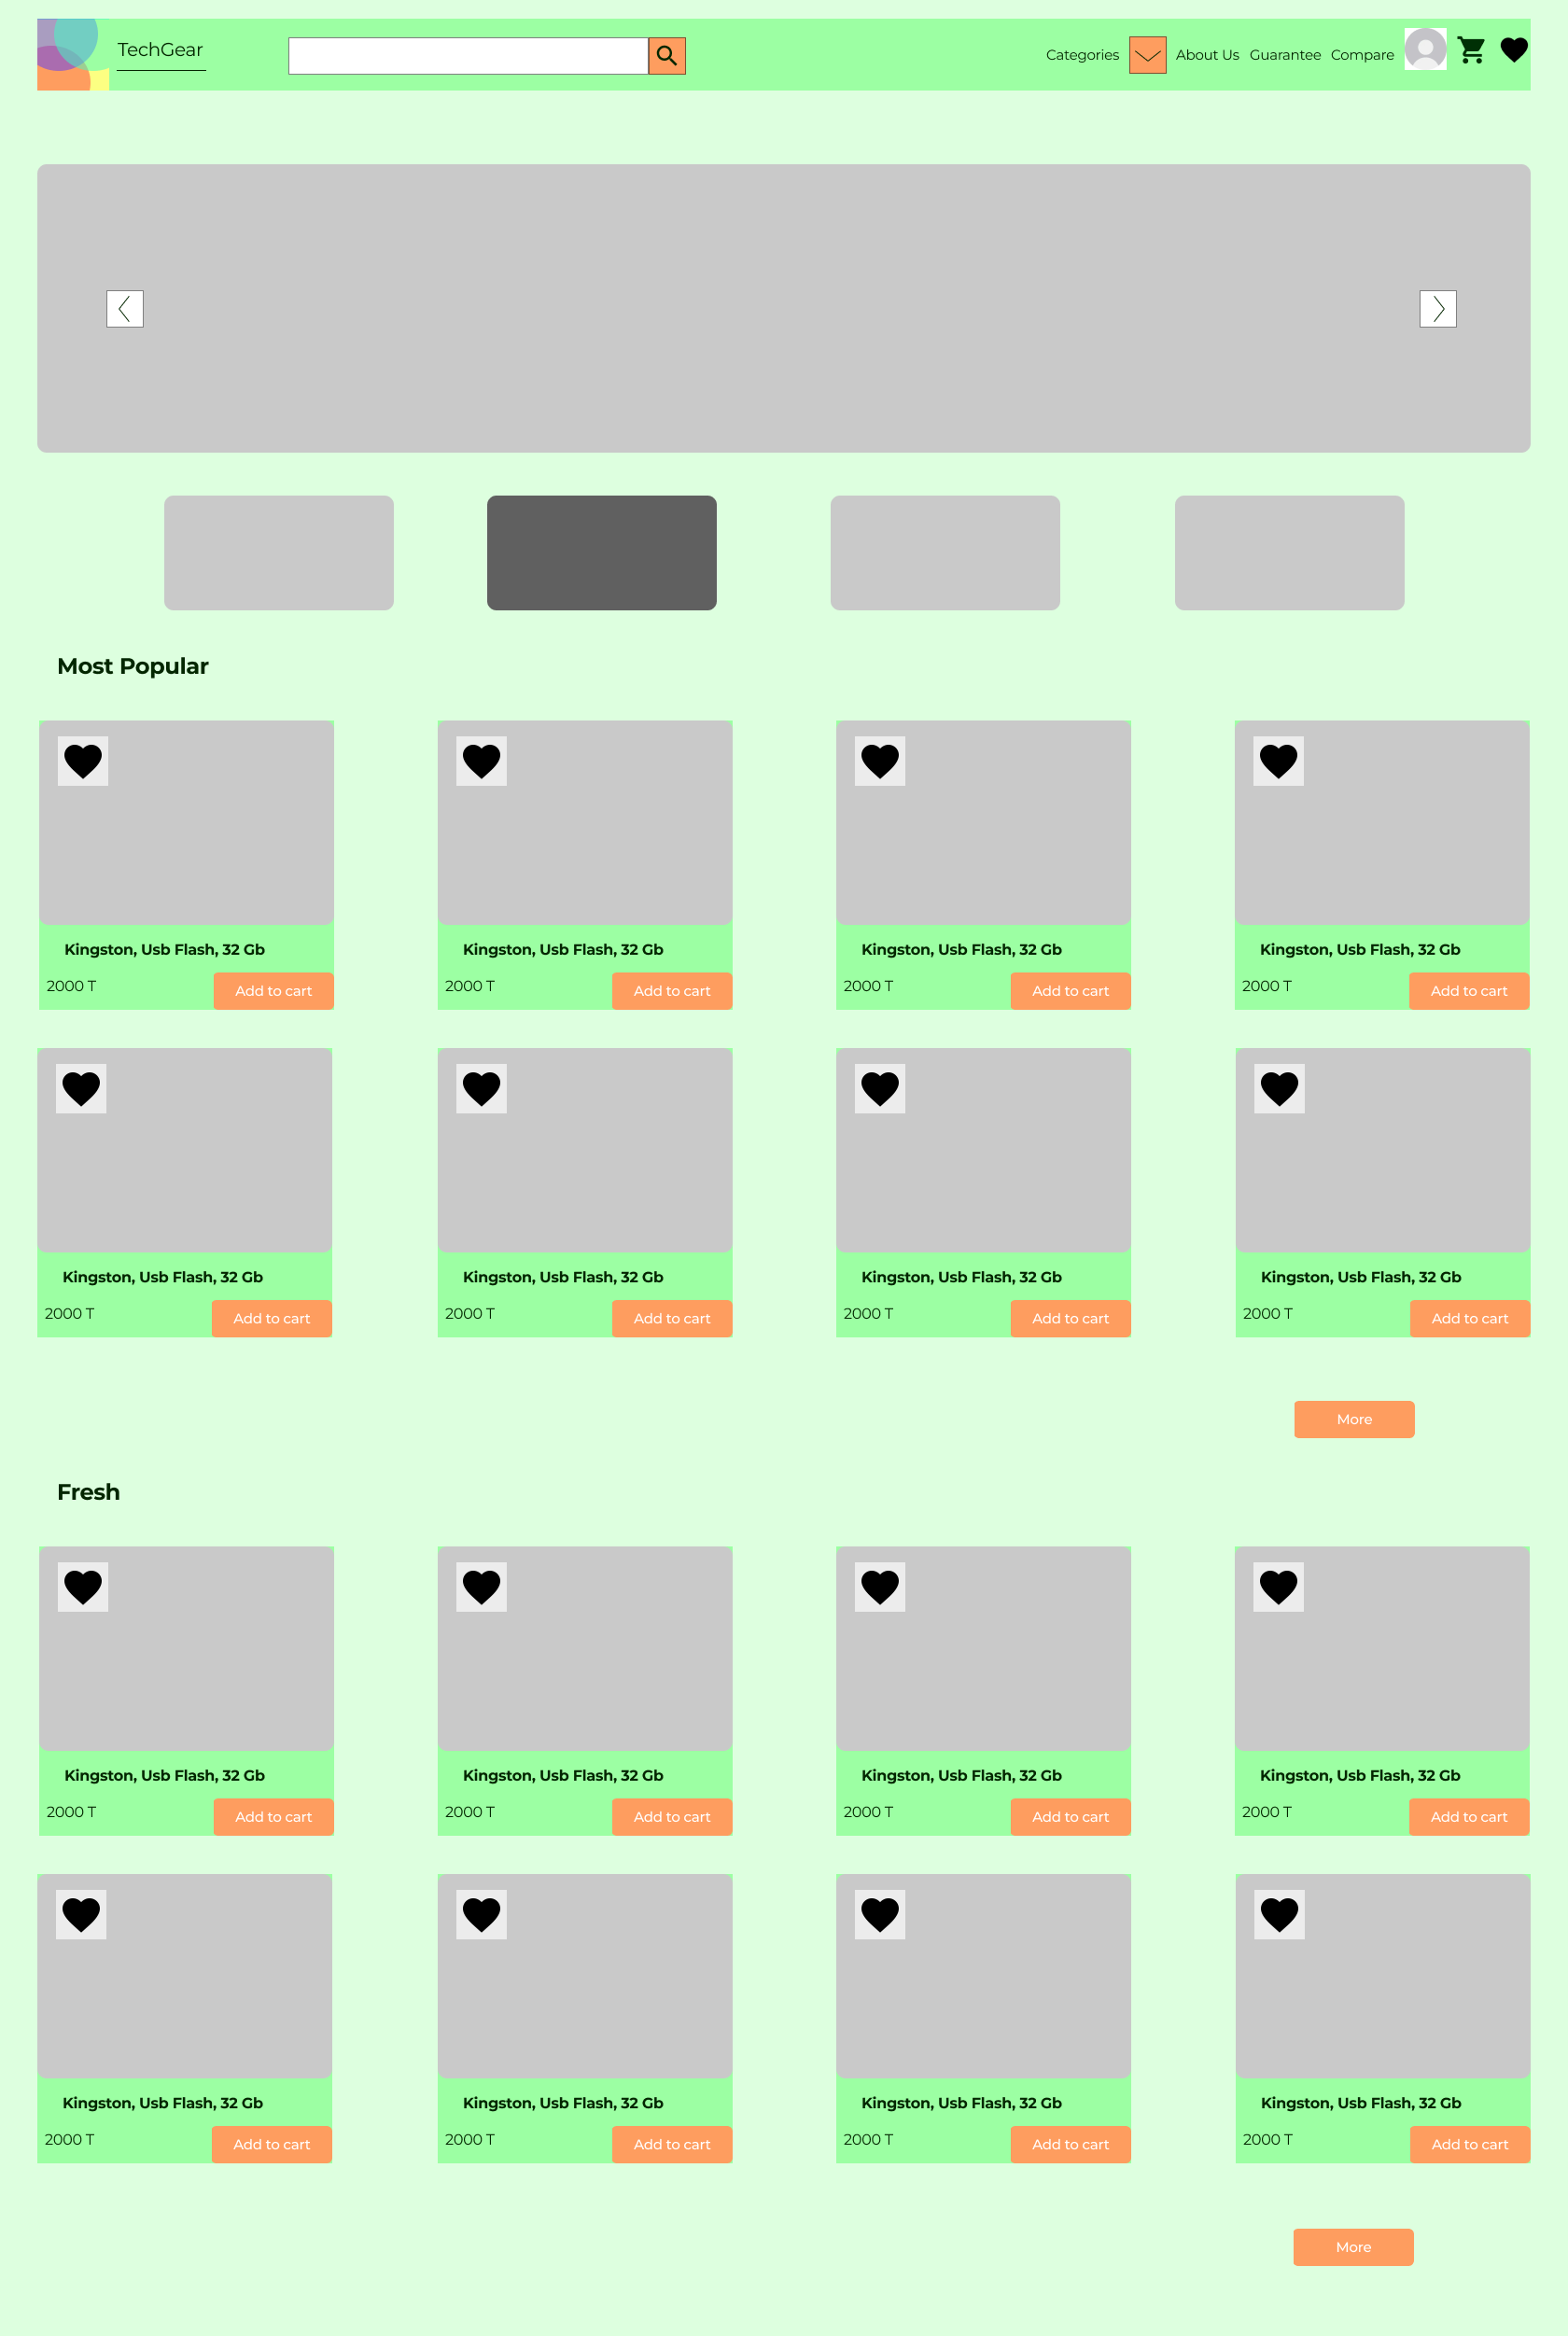 TechGear
Categories About Us Guarantee Compare
Most Popular
Kingston, Usb Flash, 32 Gb Kingston, Usb Flash, 32 Gb Kingston, Usb Flash, 32 Gb Kingston, Usb Flash, 32 Gb
2000 T Add to cart 2000 T Add to cart 2000 T Add to cart 2000 T Add to cart
Kingston, Usb Flash, 32 Gb Kingston, Usb Flash, 32 Gb Kingston, Usb Flash, 32 Gb Kingston, Usb Flash, 32 Gb
2000 T Add to cart 2000 T Add to cart 2000 T Add to cart 2000 T Add to cart
More
Fresh
Kingston, Usb Flash, 32 Gb Kingston, Usb Flash, 32 Gb Kingston, Usb Flash, 32 Gb Kingston, Usb Flash, 32 Gb
2000 T Add to cart 2000 T Add to cart 2000 T Add to cart 2000 T Add to cart
Kingston, Usb Flash, 32 Gb Kingston, Usb Flash, 32 Gb Kingston, Usb Flash, 32 Gb Kingston, Usb Flash, 32 Gb
2000 T Add to cart 2000 T Add to cart 2000 T Add to cart 2000 T Add to cart
More